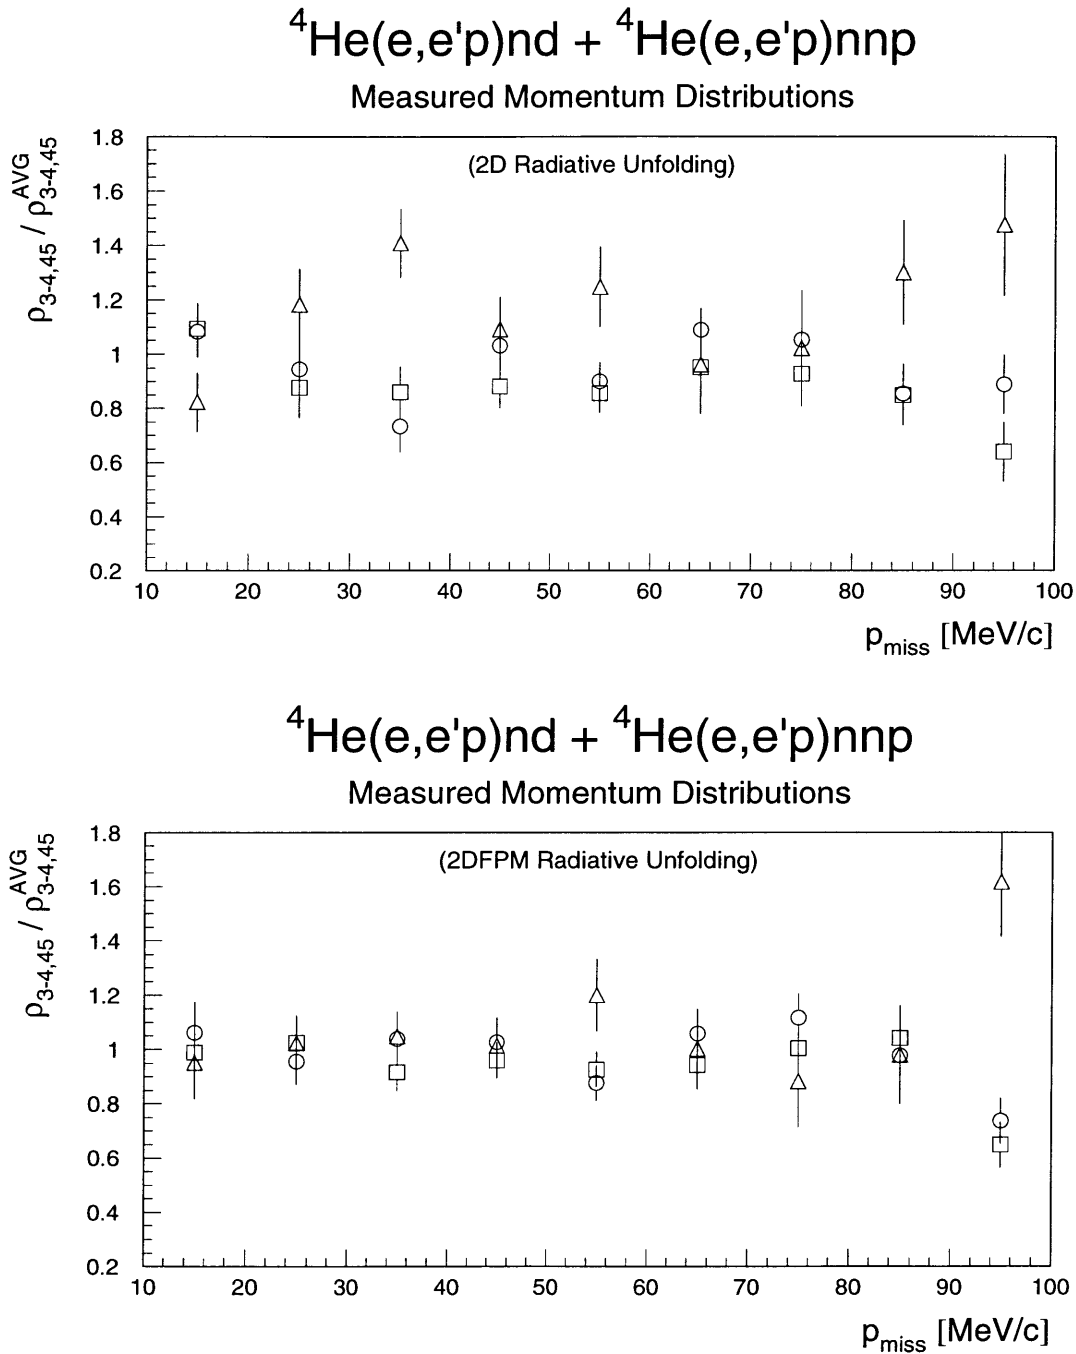 ⁴He(e,e'p)nd + ⁴He(e,e'p)nnp
Measured Momentum Distributions
ρ3-4,45 / ρ3-4,45 AVG
(2D Radiative Unfolding)
1.8
1.6
1.4
1.2
1
0.8
0.6
0.4
0.2
10 20 30 40 50 60 70 80 90 100
pmiss [MeV/c]
⁴He(e,e'p)nd + ⁴He(e,e'p)nnp
Measured Momentum Distributions
ρ3-4,45 / ρ3-4,45 AVG
(2DFPM Radiative Unfolding)
1.8
1.6
1.4
1.2
1
0.8
0.6
0.4
0.2
10 20 30 40 50 60 70 80 90 100
pmiss [MeV/c]